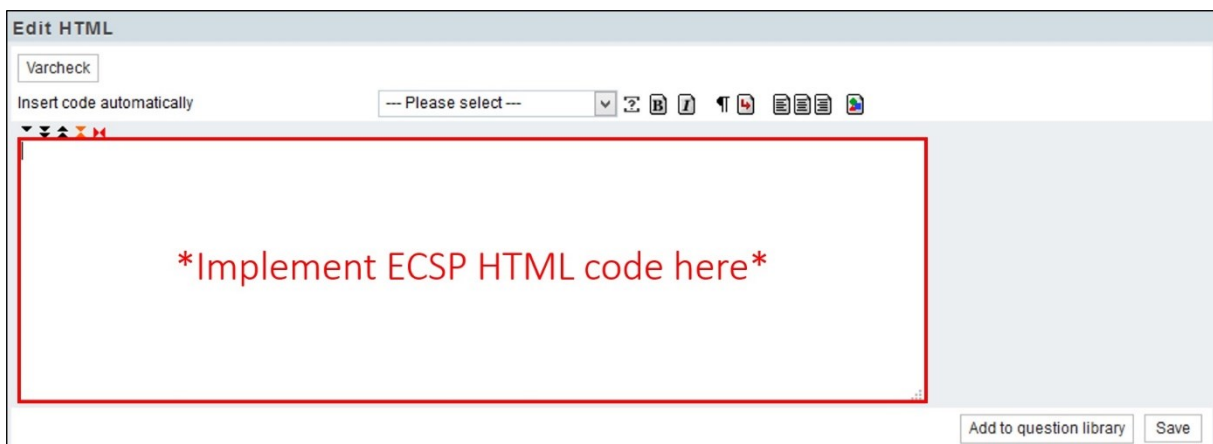 Edit HTML
Varcheck
Insert code automatically --- Please select ---
*Implement ECSP HTML code here*
Add to question library Save